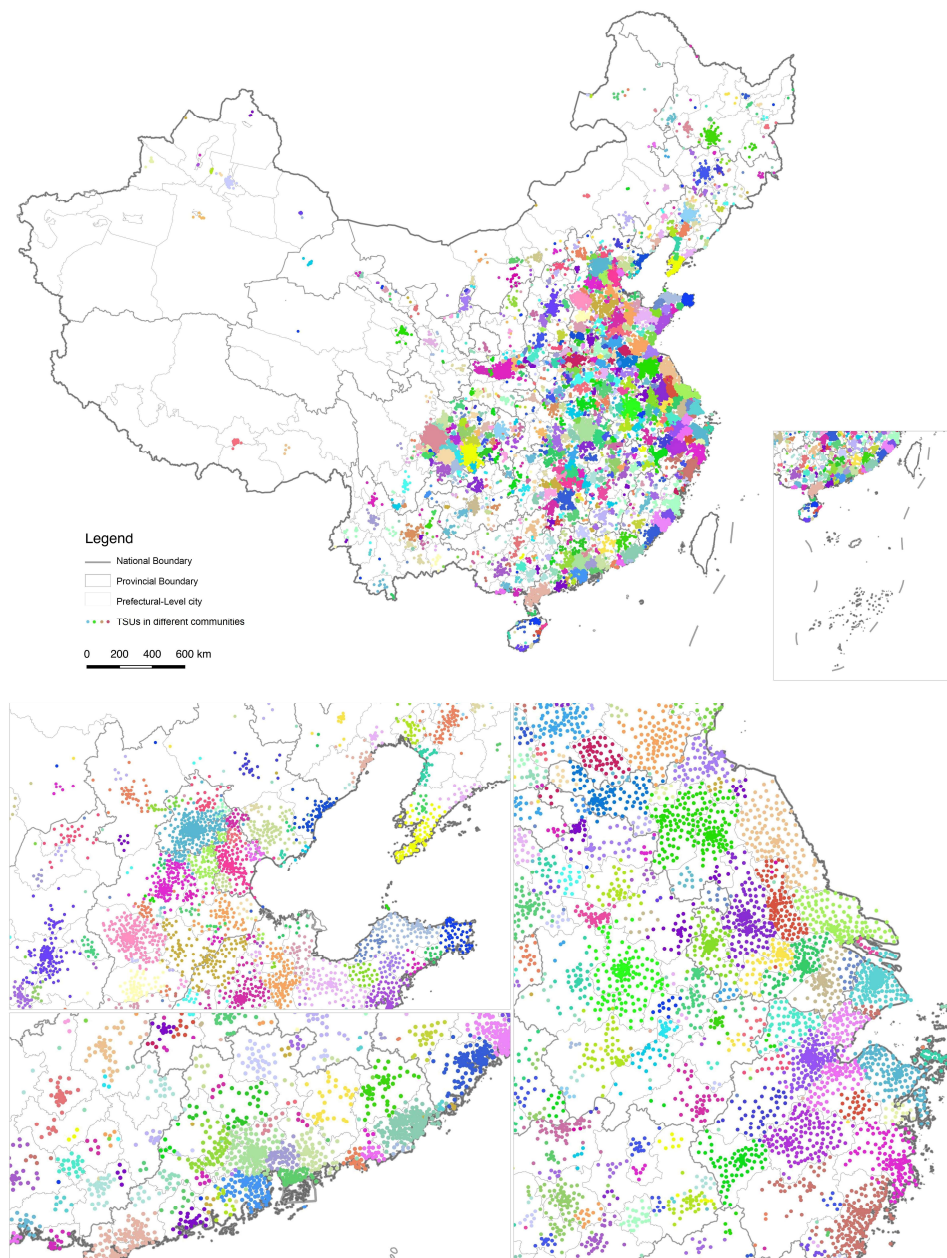 Legend
National Boundary
Provincial Boundary
Prefectural-Level city
TSUs in different communities
0 200 400 600 km